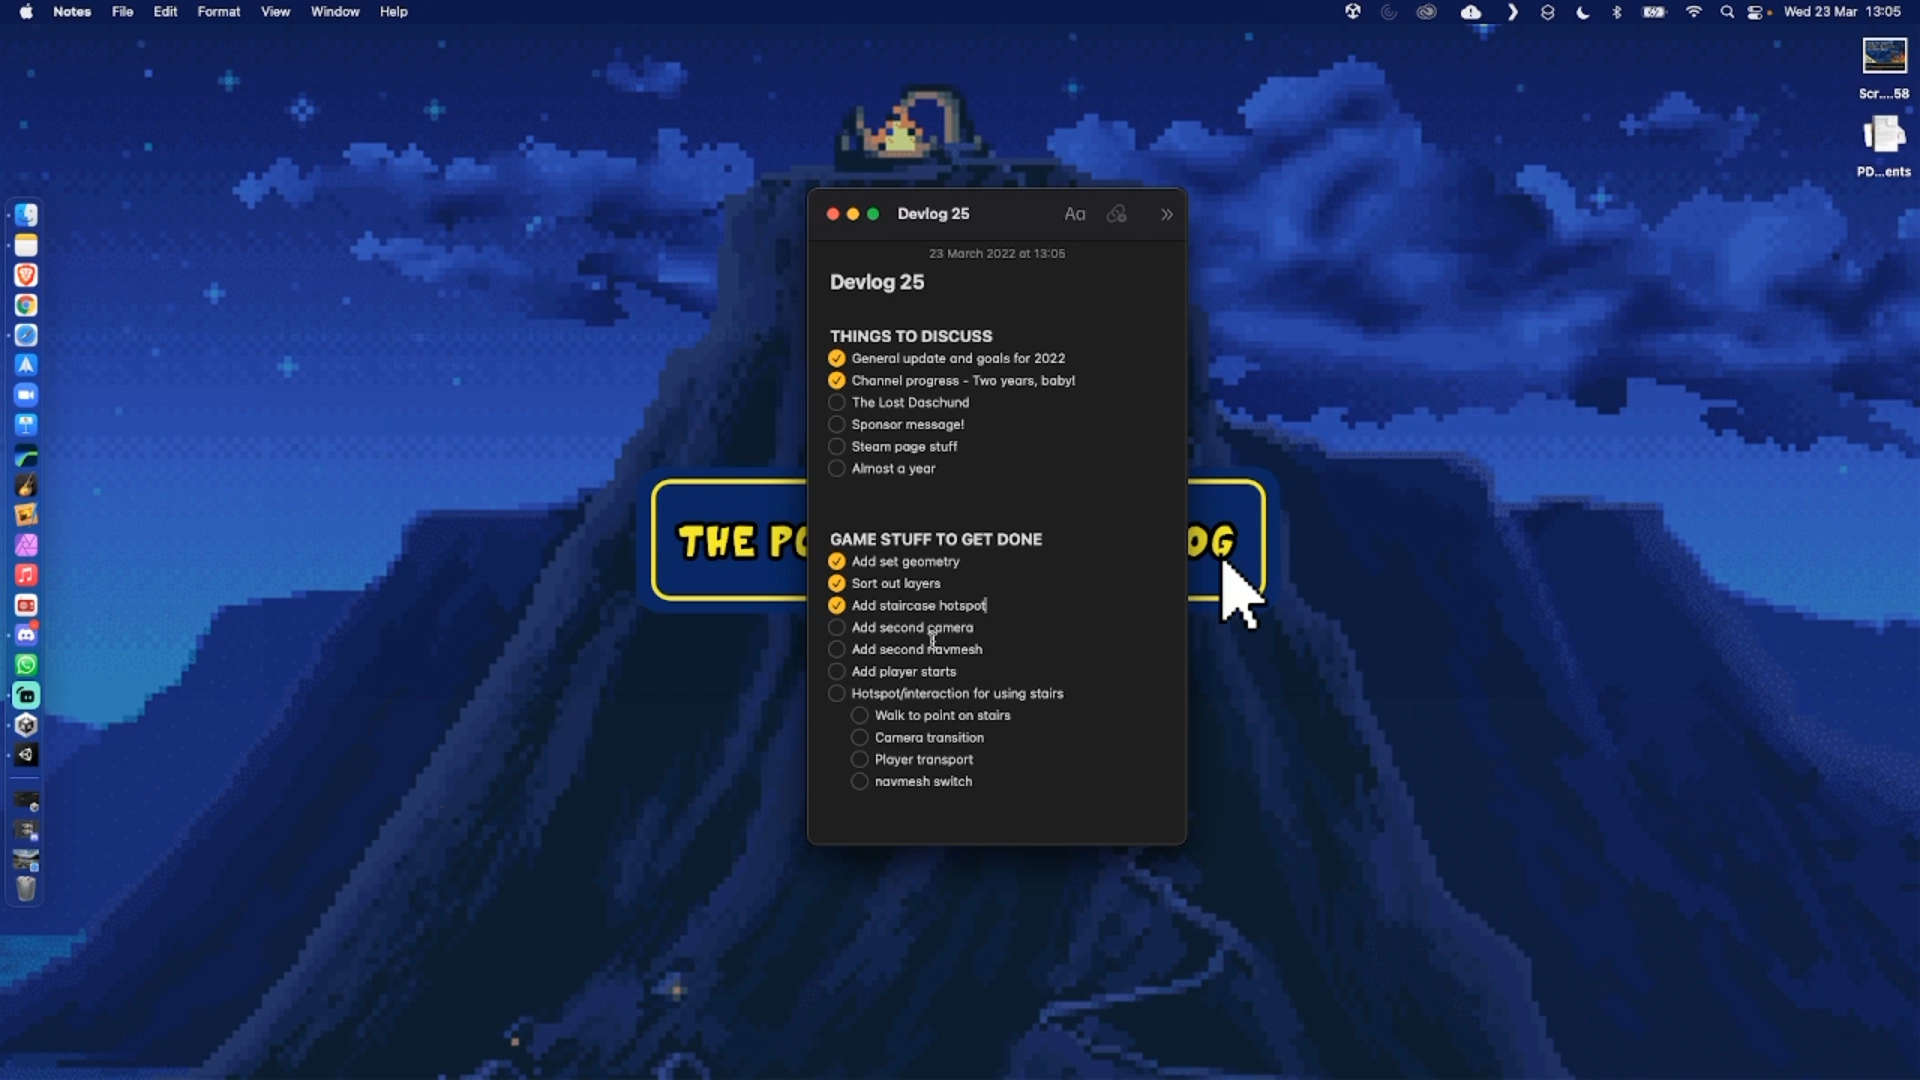 Notes File Edit Format View Window Help
Wed 23 Mar 13:05
Scr....58
PD...ents
Devlog 25
Aa
23 March 2022 at 13:05
Devlog 25
THINGS TO DISCUSS
General update and goals for 2022
Channel progress - Two years, baby!
The Lost Daschund
Sponsor message!
Steam page stuff
Almost a year
THE
OG
GAME STUFF TO GET DONE
Add set geometry
Sort out layers
Add staircase hotspot
Add second camera
Add second navmesh
Add player starts
Hotspot/interaction for using stairs
Walk to point on stairs
Camera transition
Player transport
navmesh switch